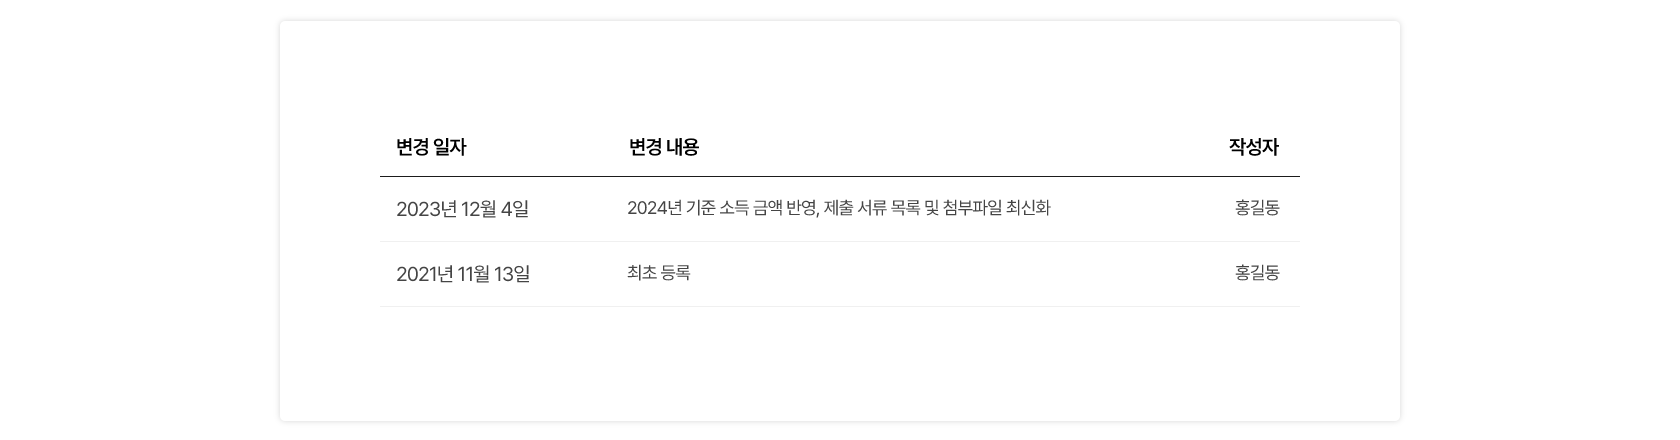 변경 일자 변경 내용 작성자
2023년 12월 4일 2024년 기준 소득 금액 반영, 제출 서류 목록 및 첨부파일 최신화 홍길동
2021년 11월 13일 최초 등록 홍길동